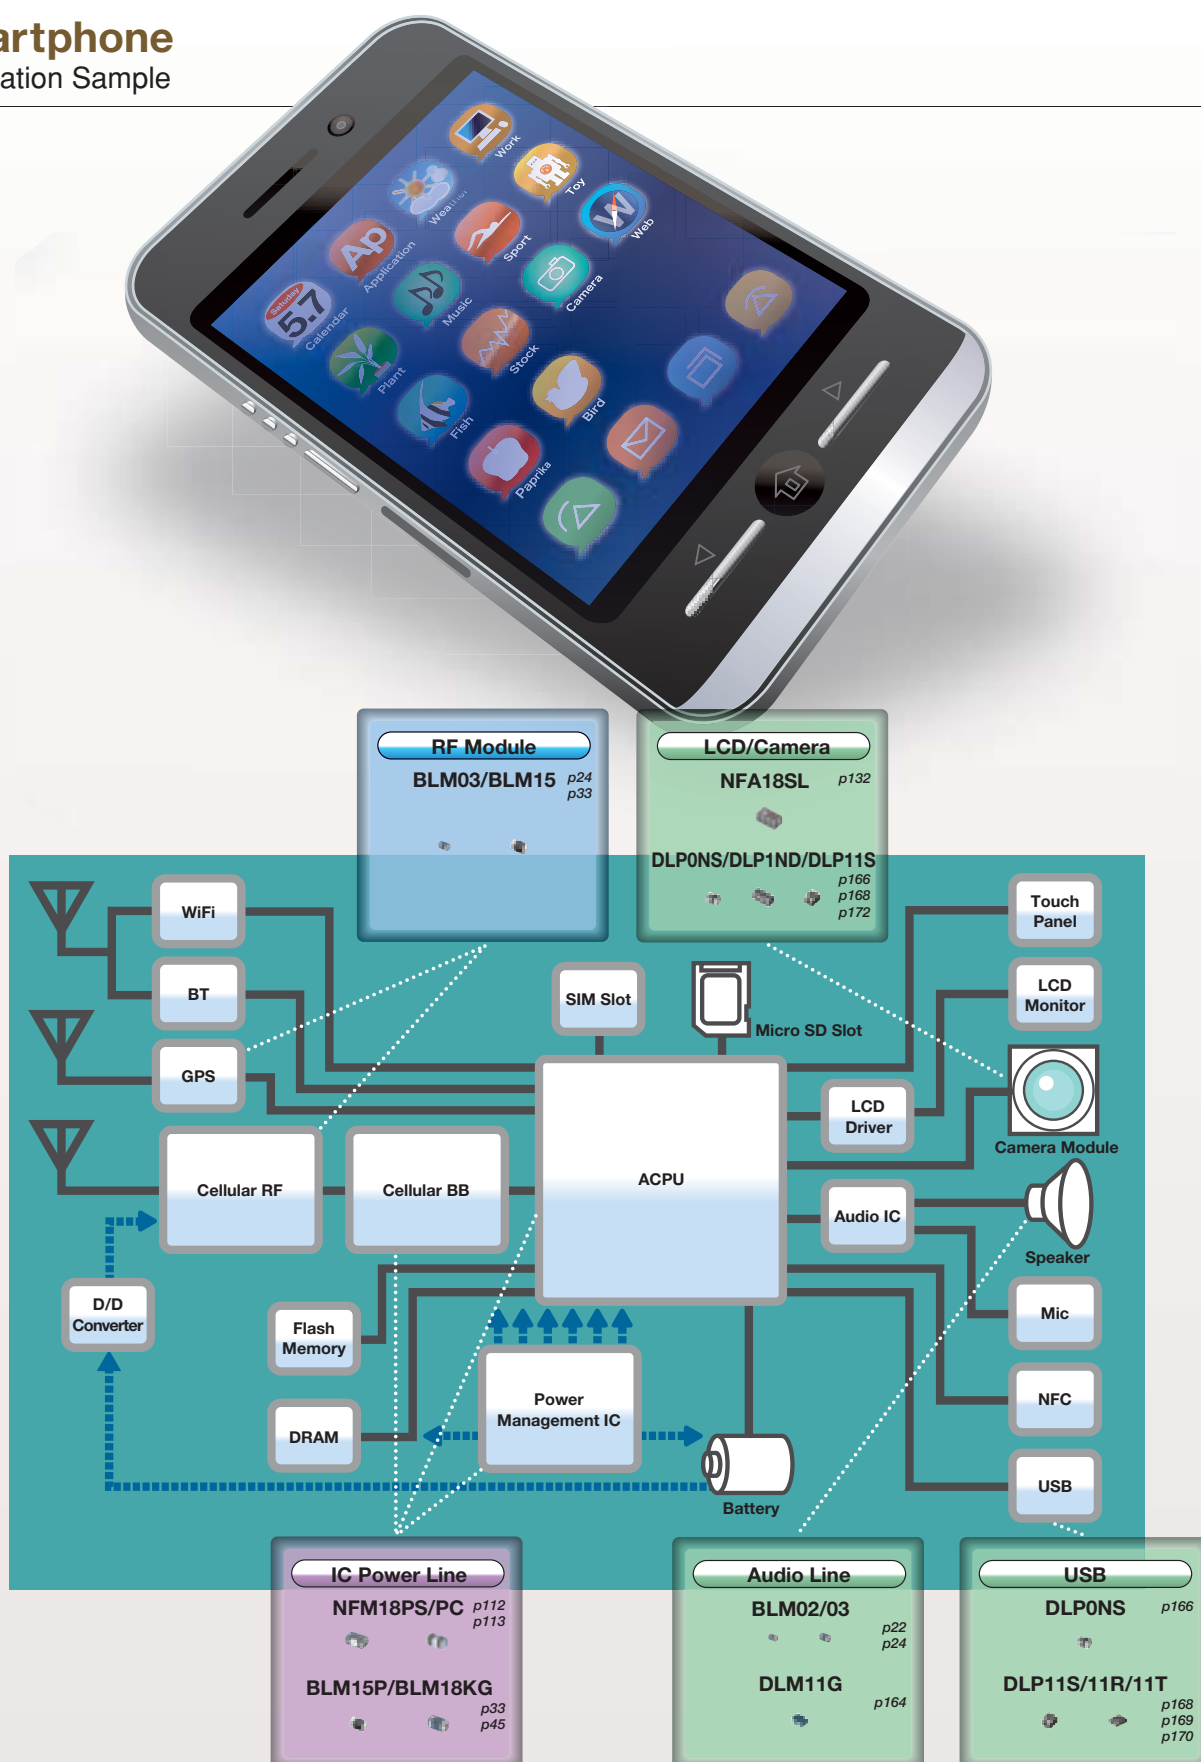 artphone
ation Sample
Work
Toy
Web
Weather
Sport
Camera
Ap
Application
Music
Stock
Bird
Satuday
5.7
Calendar
Plant
Fish
Paprika
RF Module
BLM03/BLM15 p24
p33
LCD/Camera
NFA18SL p132
DLP0NS/DLP1ND/DLP11S
p166
p168
p172
WiFi
BT
GPS
SIM Slot
Micro SD Slot
Touch
Panel
LCD
Monitor
LCD
Driver
Camera Module
Cellular RF
Cellular BB
ACPU
Audio IC
Speaker
D/D
Converter
Flash
Memory
Mic
Power
Management IC
NFC
DRAM
USB
Battery
IC Power Line
NFM18PS/PC p112
p113
BLM15P/BLM18KG
p33
p45
Audio Line
BLM02/03
p22
p24
DLM11G
p164
USB
DLP0NS p166
DLP11S/11R/11T
p168
p169
p170